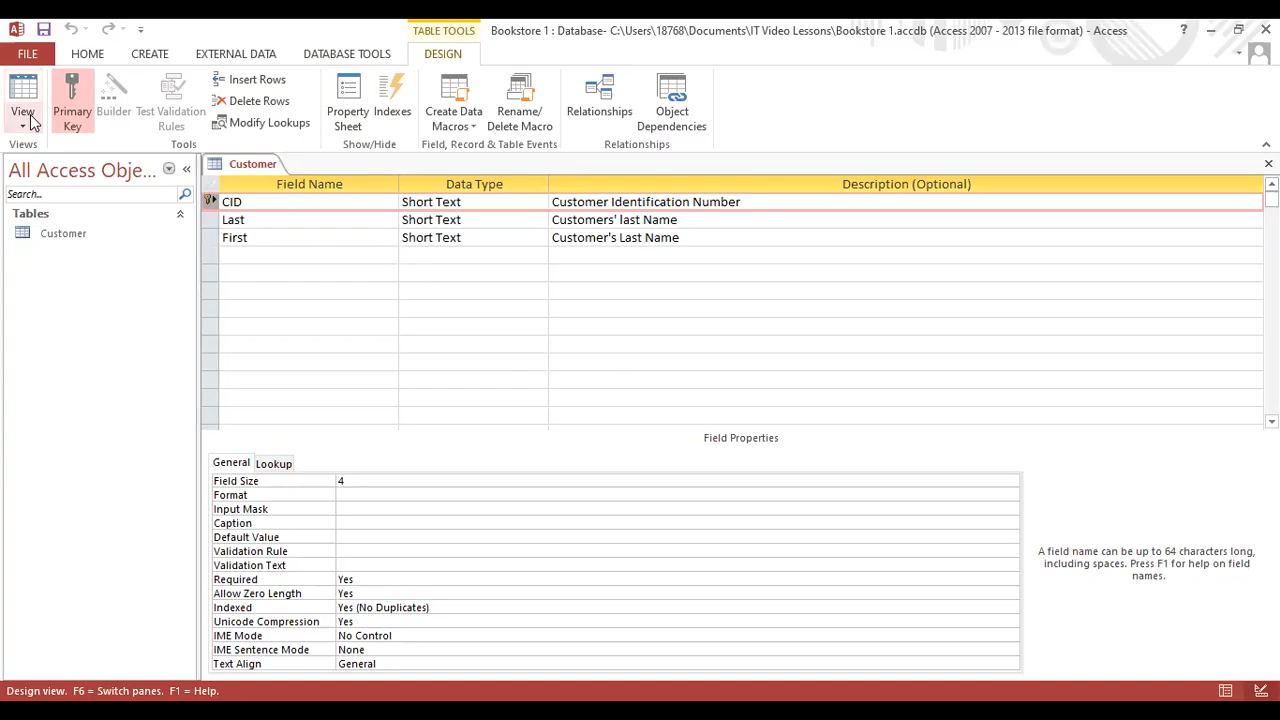 TABLE TOOLS
Bookstore 1 : Database- C:\Users\18768\Documents\IT Video Lessons\Bookstore 1.accdb (Access 2007 - 2013 file format) - Access
?
FILE HOME CREATE EXTERNAL DATA DATABASE TOOLS DESIGN
View
Primary Key
Builder
Test Validation Rules
Insert Rows
Delete Rows
Modify Lookups
Property Sheet
Indexes
Create Data Macros
Rename/ Delete Macro
Relationships
Object Dependencies
Views Tools Show/Hide Field, Record & Table Events Relationships
All Access Obje...
Search...
Tables
Customer
Customer
Field Name Data Type Description (Optional)
CID Short Text Customer Identification Number
Last Short Text Customers' last Name
First Short Text Customer's Last Name
Field Properties
General Lookup
Field Size 4
Format
Input Mask
Caption
Default Value
Validation Rule
Validation Text
Required Yes
Allow Zero Length Yes
Indexed Yes (No Duplicates)
Unicode Compression Yes
IME Mode No Control
IME Sentence Mode None
Text Align General
A field name can be up to 64 characters long,
including spaces. Press F1 for help on field
names.
Design view. F6 = Switch panes. F1 = Help.